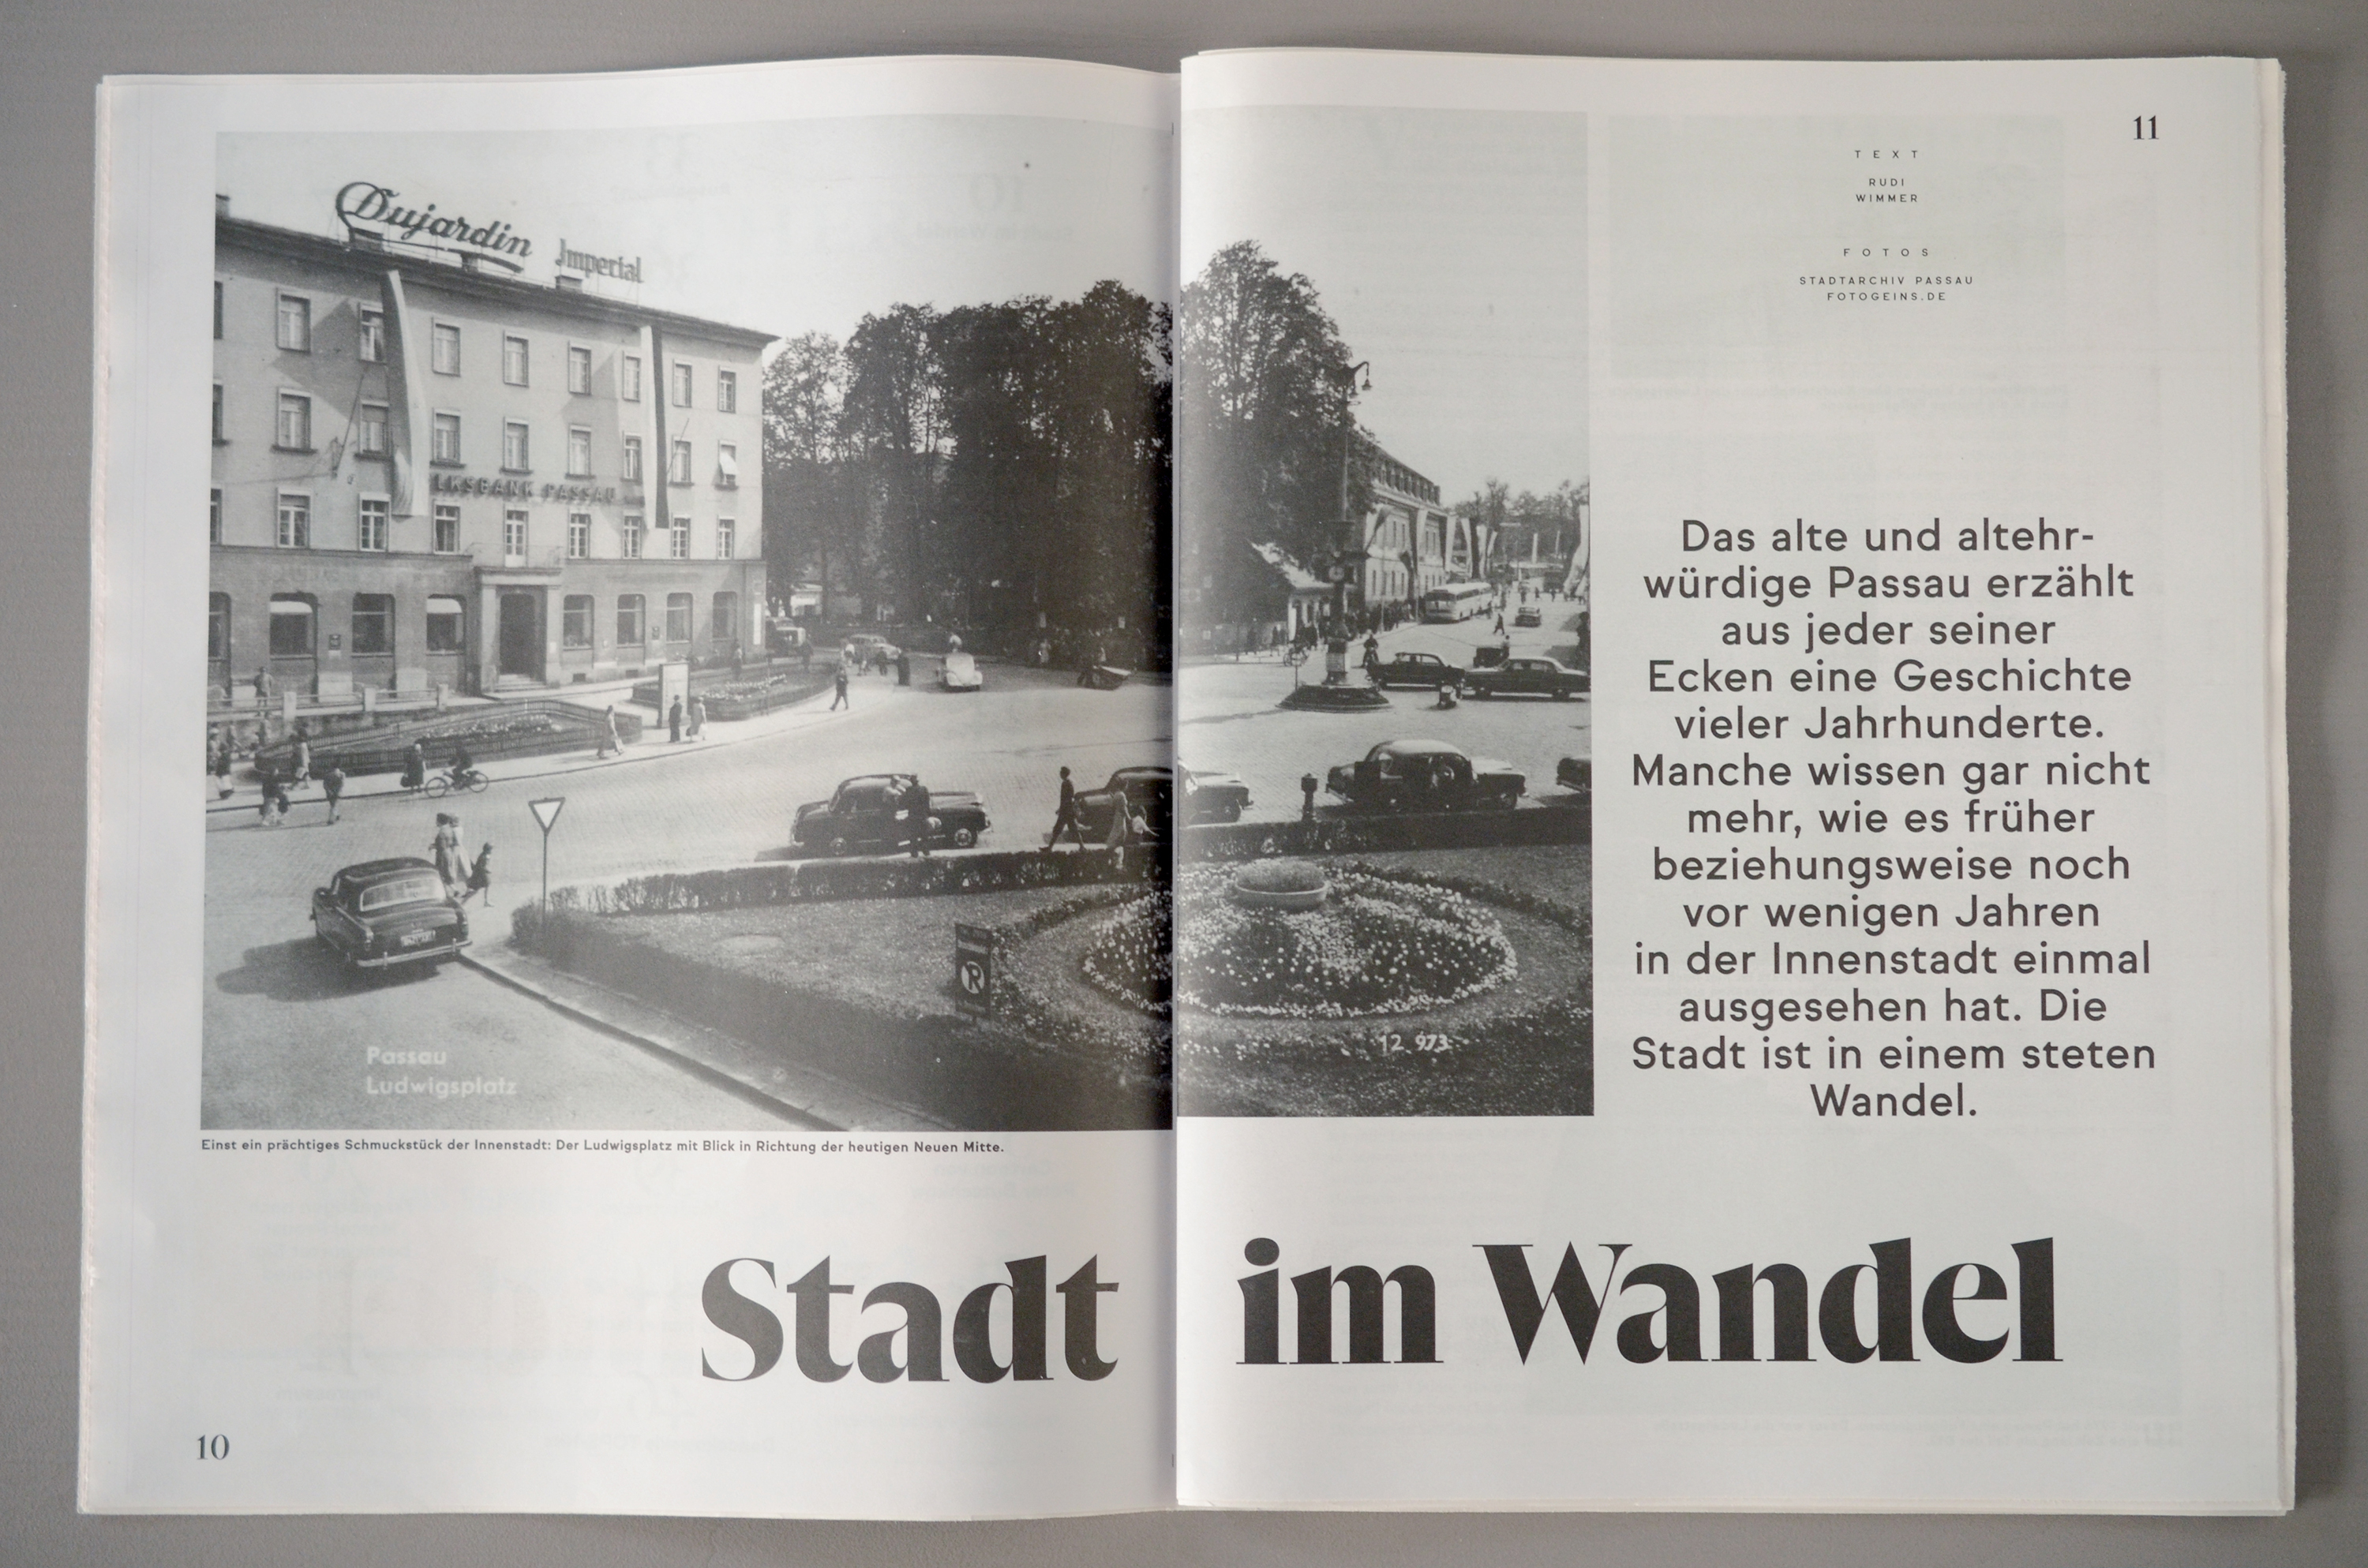 Dujardin Imperial
LKSBANK PASSAU
Passau
Ludwigsplatz
12 973
Einst ein prächtiges Schmuckstück der Innenstadt: Der Ludwigsplatz mit Blick in Richtung der heutigen Neuen Mitte.
10
11
TEXT
RUDI
WIMMER
FOTOS
STADTARCHIV PASSAU
FOTOGEINS.DE
Das alte und altehr-
würdige Passau erzählt
aus jeder seiner
Ecken eine Geschichte
vieler Jahrhunderte.
Manche wissen gar nicht
mehr, wie es früher
beziehungsweise noch
vor wenigen Jahren
in der Innenstadt einmal
ausgesehen hat. Die
Stadt ist in einem steten
Wandel.
Stadt im Wandel